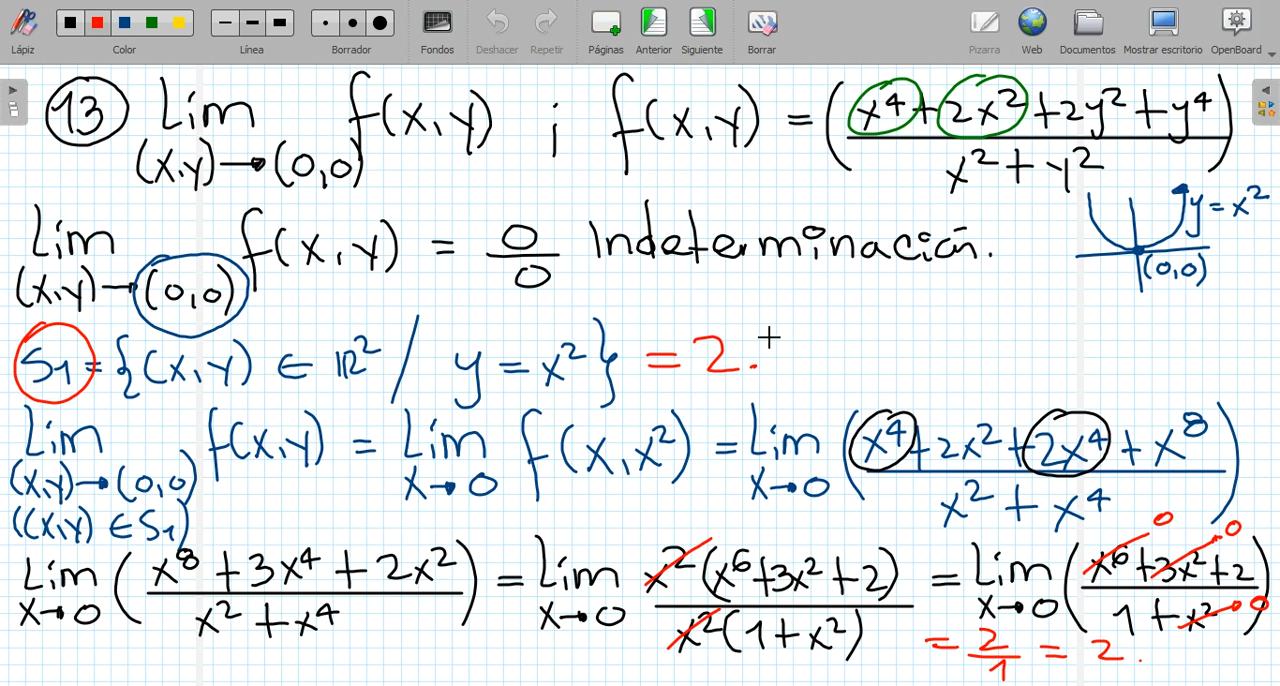 Lápiz Color Línea Borrador Fondos Deshacer Repetir Páginas Anterior Siguiente Borrar Pizarra Web Documentos Mostrar escritorio OpenBoard
13 Lim f(x,y) ; f(x,y) = (x⁴+2x²+2y²+y⁴)
(x,y)→(0,0) x²+y²
y=x²
Lim f(x,y) = 0/0 Indeterminación.
(x,y)→(0,0)
(0,0)
S1={(x,y) ∈ ℝ² / y=x²} = 2.
Lim f(x,y) = Lim f(x,x²) = Lim (x⁴+2x²+2x⁴+x⁸)
(x,y)→(0,0) x→0 x→0 x²+x⁴
((x,y) ∈ S1)
0 0
Lim (x⁸+3x⁴+2x²) = Lim x²(x⁶+3x²+2) = Lim (x⁶+3x²+2)
x→0 x²+x⁴ x→0 x²(1+x²) x→0 1+x² 0
= 2/1 = 2.